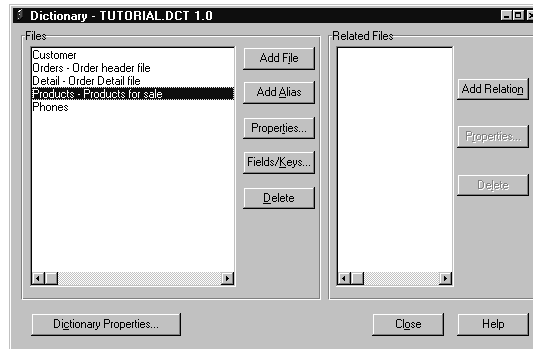 Dictionary - TUTORIAL.DCT 1.0
Files
Customer
Orders - Order header file
Detail - Order Detail file
Products - Products for sale
Phones
Add File
Add Alias
Properties...
Fields/Keys...
Delete
Related Files
Add Relation
Properties...
Delete
Dictionary Properties...
Close
Help